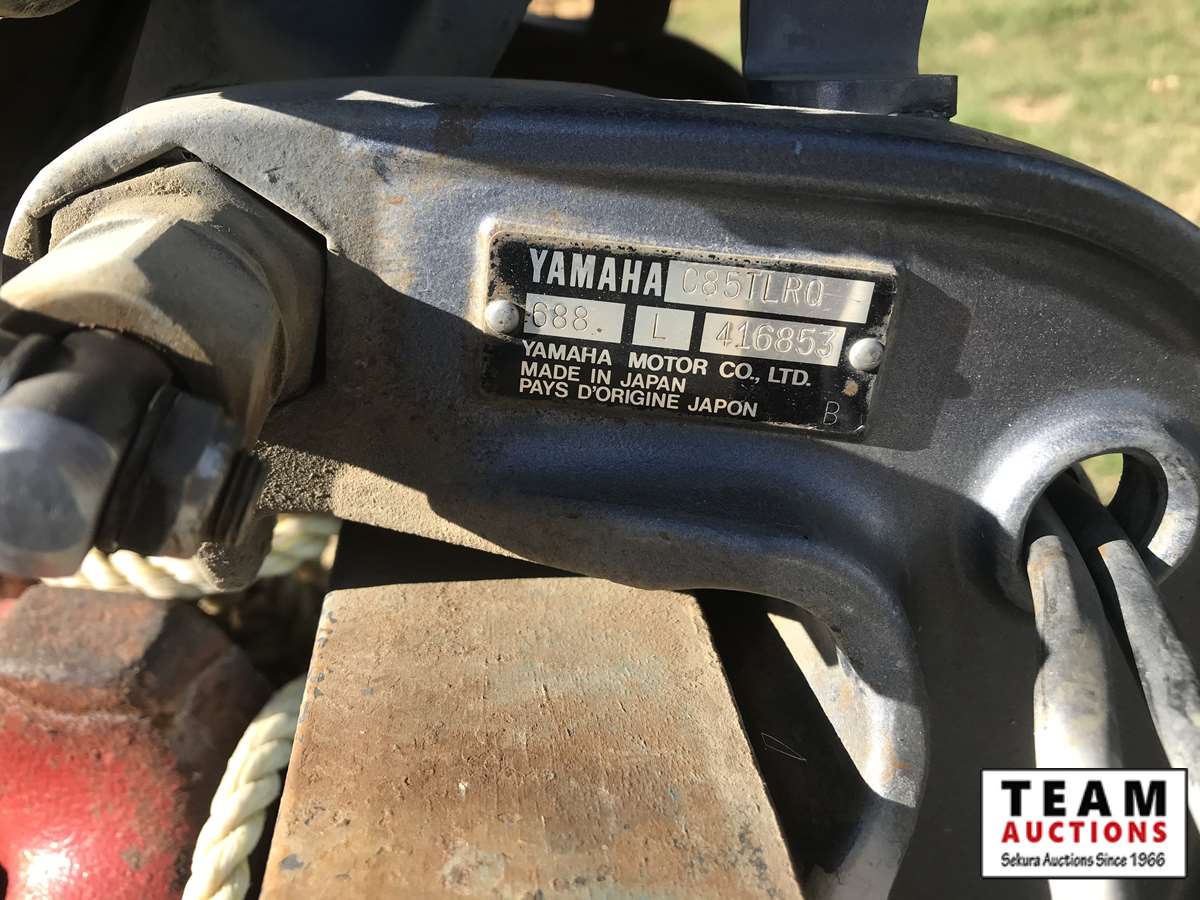 YAMAHA C85TLRQ
688 L 416853
YAMAHA MOTOR CO., LTD.
MADE IN JAPAN
PAYS D'ORIGINE JAPON B
TEAM
AUCTIONS
Sekura Auctions Since 1966